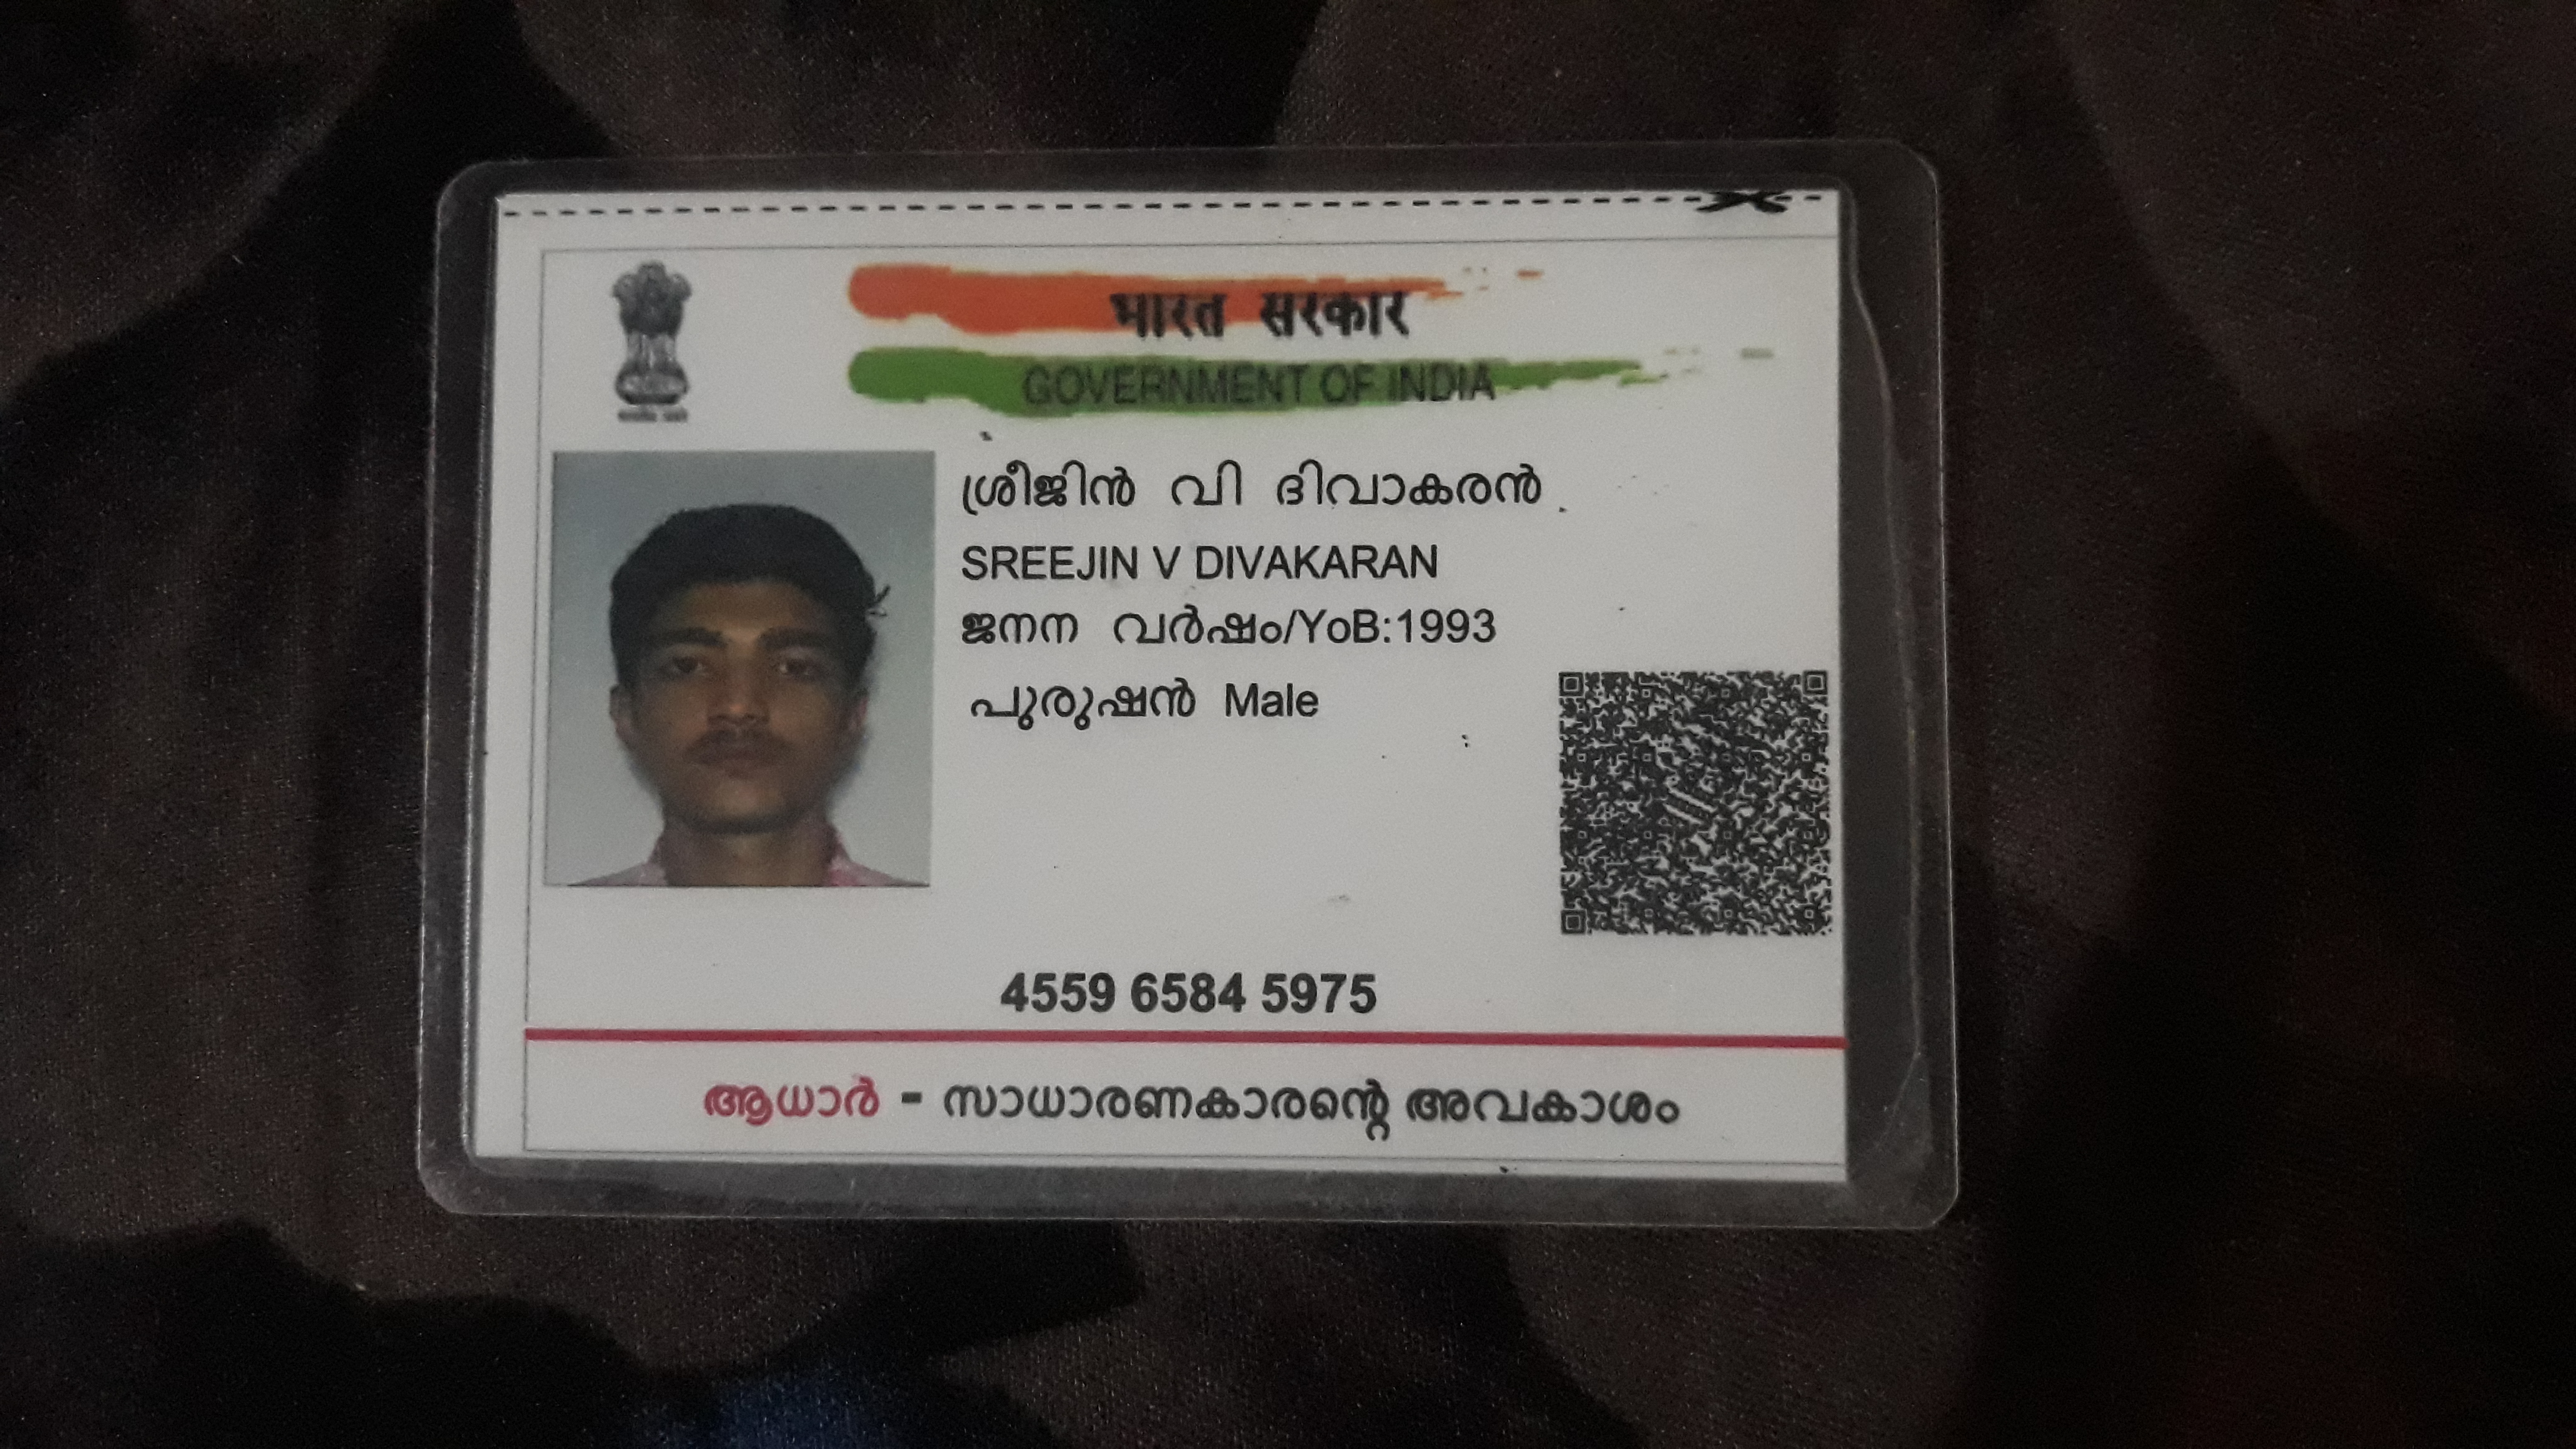 भारत सरकार
GOVERNMENT OF INDIA
ശ്രീജിൻ വി ദിവാകരൻ
SREEJIN V DIVAKARAN
ജനന വർഷം/YoB:1993
പുരുഷൻ Male
4559 6584 5975
ആധാർ - സാധാരണകാരന്റെ അവകാശം